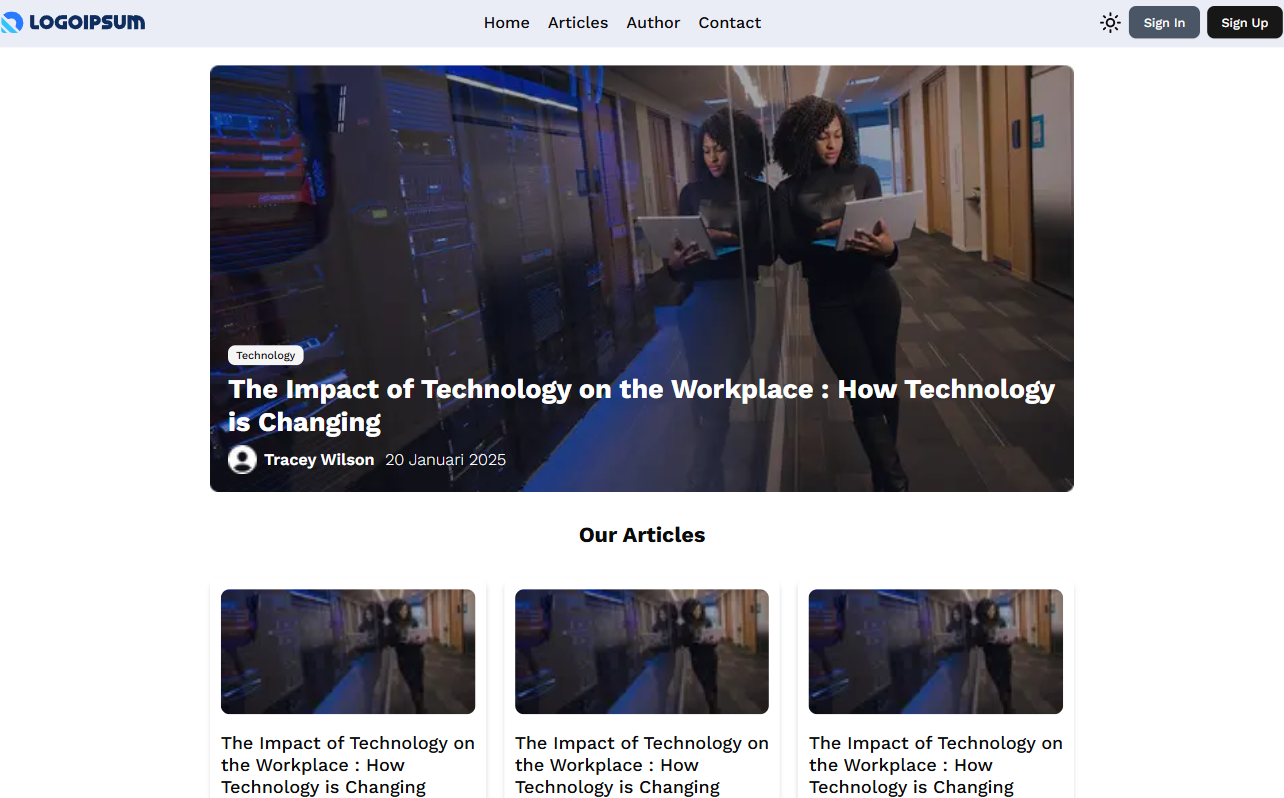 LOGOIPSUM
Home Articles Author Contact
Sign In Sign Up
Technology
The Impact of Technology on the Workplace : How Technology
is Changing
Tracey Wilson 20 Januari 2025
Our Articles
The Impact of Technology on
the Workplace : How
Technology is Changing
The Impact of Technology on
the Workplace : How
Technology is Changing
The Impact of Technology on
the Workplace : How
Technology is Changing